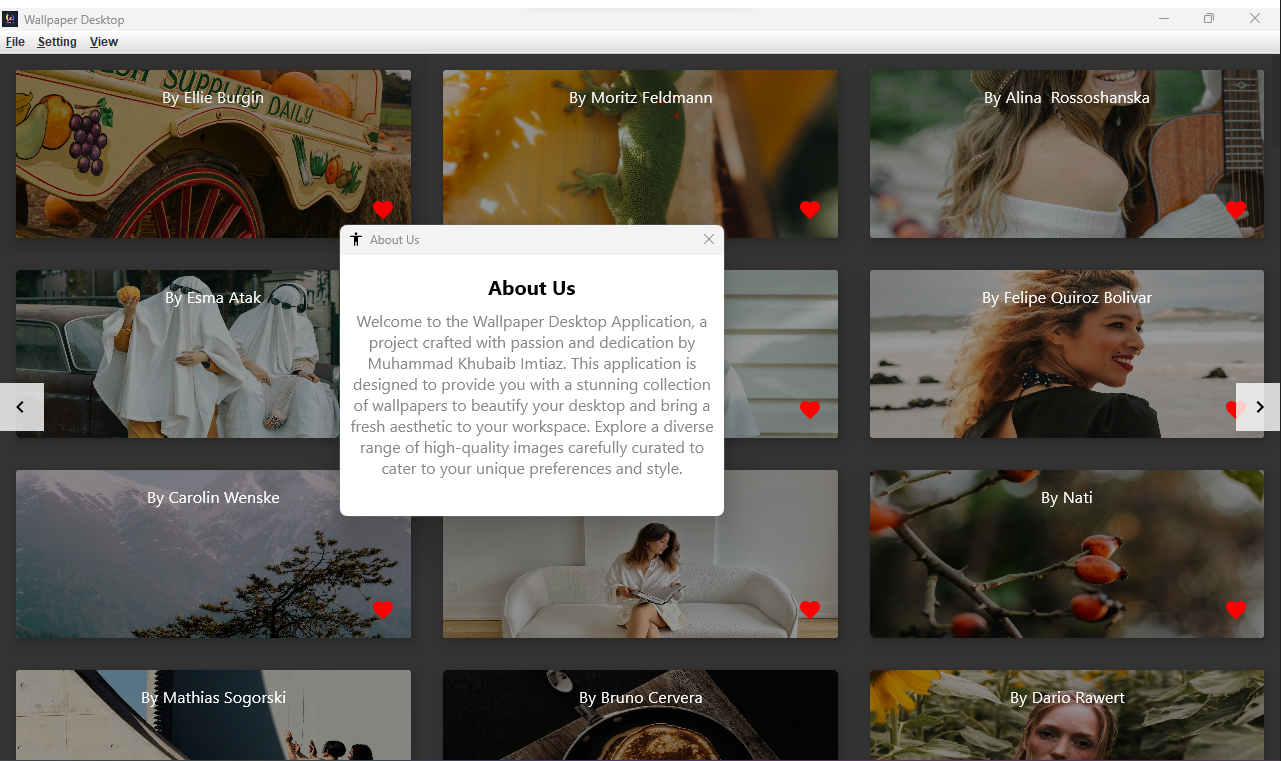 Wallpaper Desktop
File Setting View
SH SUPPLIES DAILY
By Ellie Burgin
By Moritz Feldmann
By Alina  Rossoshanska
About Us
About Us
Welcome to the Wallpaper Desktop Application, a
project crafted with passion and dedication by
Muhammad Khubaib Imtiaz. This application is
designed to provide you with a stunning collection
of wallpapers to beautify your desktop and bring a
fresh aesthetic to your workspace. Explore a diverse
range of high-quality images carefully curated to
cater to your unique preferences and style.
By Esma Atak
By Felipe Quiroz Bolivar
By Carolin Wenske
By Nati
By Mathias Sogorski
By Bruno Cervera
By Dario Rawert